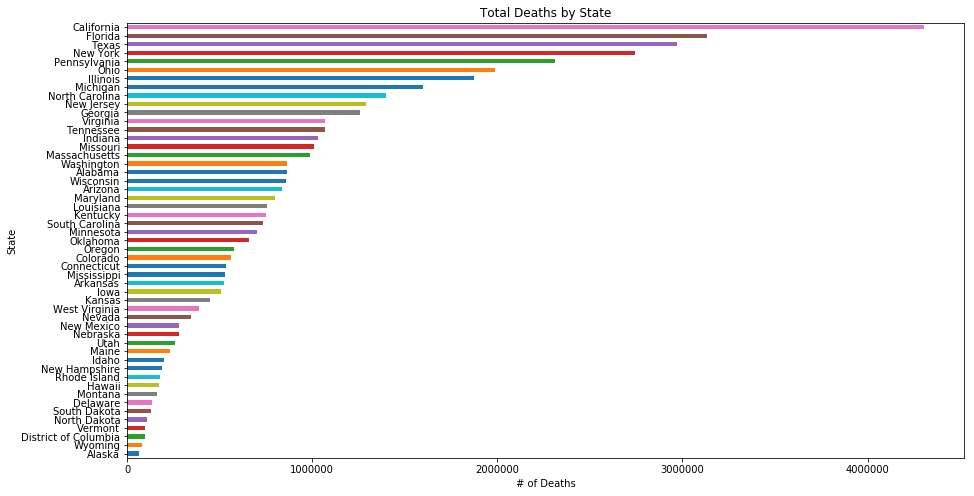 Total Deaths by State
State
California
Florida
Texas
New York
Pennsylvania
Ohio
Illinois
Michigan
North Carolina
New Jersey
Georgia
Virginia
Tennessee
Indiana
Missouri
Massachusetts
Washington
Alabama
Wisconsin
Arizona
Maryland
Louisiana
Kentucky
South Carolina
Minnesota
Oklahoma
Oregon
Colorado
Connecticut
Mississippi
Arkansas
Iowa
Kansas
West Virginia
Nevada
New Mexico
Nebraska
Utah
Maine
Idaho
New Hampshire
Rhode Island
Hawaii
Montana
Delaware
South Dakota
North Dakota
Vermont
District of Columbia
Wyoming
Alaska
0 1000000 2000000 3000000 4000000
# of Deaths